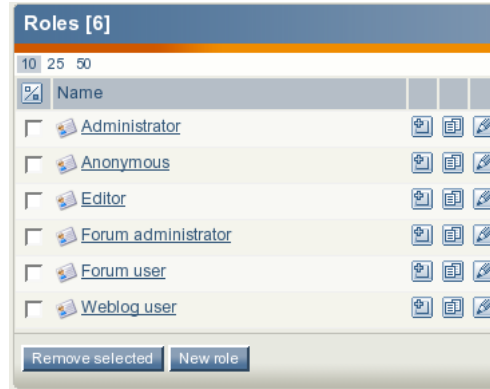 Roles [6]
10 25 50
Name
Administrator
Anonymous
Editor
Forum administrator
Forum user
Weblog user
Remove selected New role